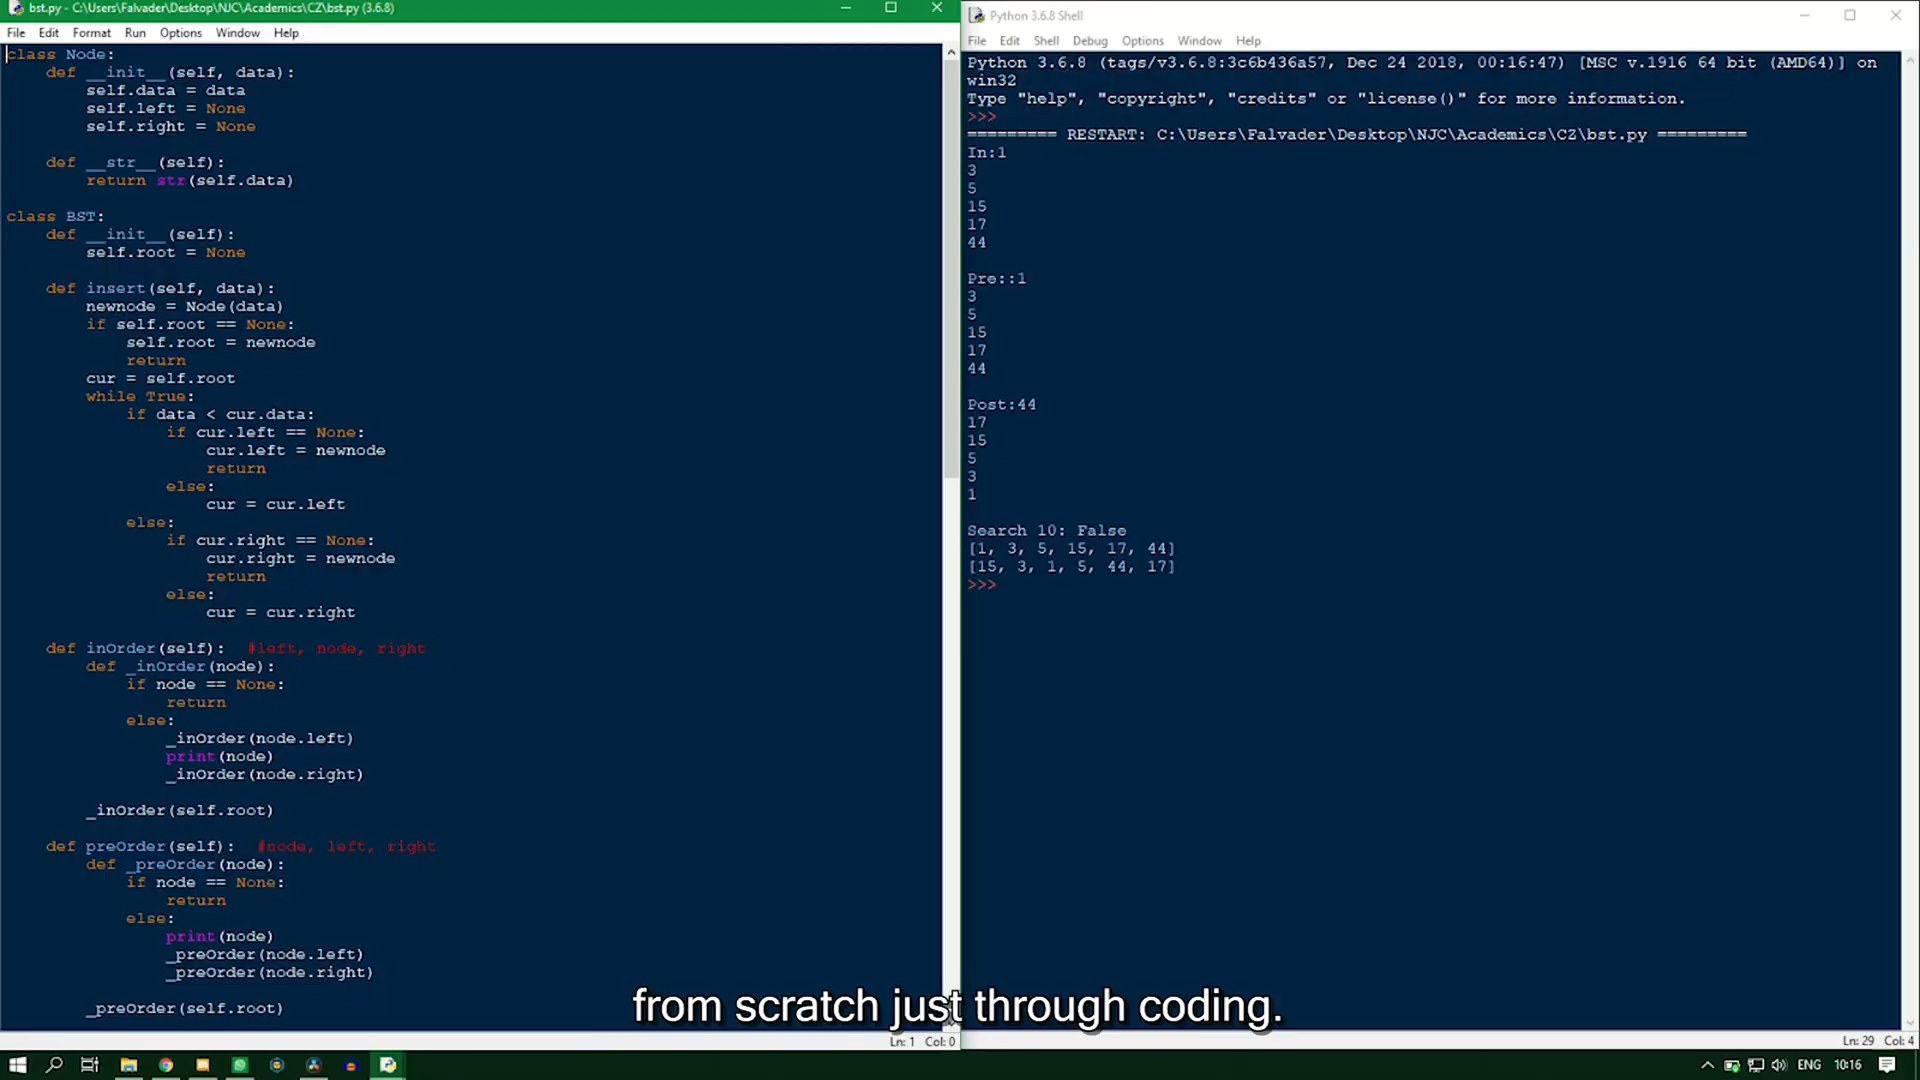 bst.py - C:\Users\Falvader\Desktop\NJC\Academics\CZ\bst.py (3.6.8)
File Edit Format Run Options Window Help
class Node:
    def __init__(self, data):
        self.data = data
        self.left = None
        self.right = None

    def __str__(self):
        return str(self.data)

class BST:
    def __init__(self):
        self.root = None

    def insert(self, data):
        newnode = Node(data)
        if self.root == None:
            self.root = newnode
            return
        cur = self.root
        while True:
            if data < cur.data:
                if cur.left == None:
                    cur.left = newnode
                    return
                else:
                    cur = cur.left
            else:
                if cur.right == None:
                    cur.right = newnode
                    return
                else:
                    cur = cur.right

    def inOrder(self):  #left, node, right
        def _inOrder(node):
            if node == None:
                return
            else:
                _inOrder(node.left)
                print(node)
                _inOrder(node.right)

        _inOrder(self.root)

    def preOrder(self):  #node, left, right
        def _preOrder(node):
            if node == None:
                return
            else:
                print(node)
                _preOrder(node.left)
                _preOrder(node.right)

        _preOrder(self.root)
Ln: 1 Col: 0
Python 3.6.8 Shell
File Edit Shell Debug Options Window Help
Python 3.6.8 (tags/v3.6.8:3c6b436a57, Dec 24 2018, 00:16:47) [MSC v.1916 64 bit (AMD64)] on
win32
Type "help", "copyright", "credits" or "license()" for more information.
>>>
========= RESTART: C:\Users\Falvader\Desktop\NJC\Academics\CZ\bst.py =========
In:1
3
5
15
17
44

Pre::1
3
5
15
17
44

Post:44
17
15
5
3
1

Search 10: False
[1, 3, 5, 15, 17, 44]
[15, 3, 1, 5, 44, 17]
>>>
Ln: 29 Col: 4
from scratch just through coding.
ENG 10:16